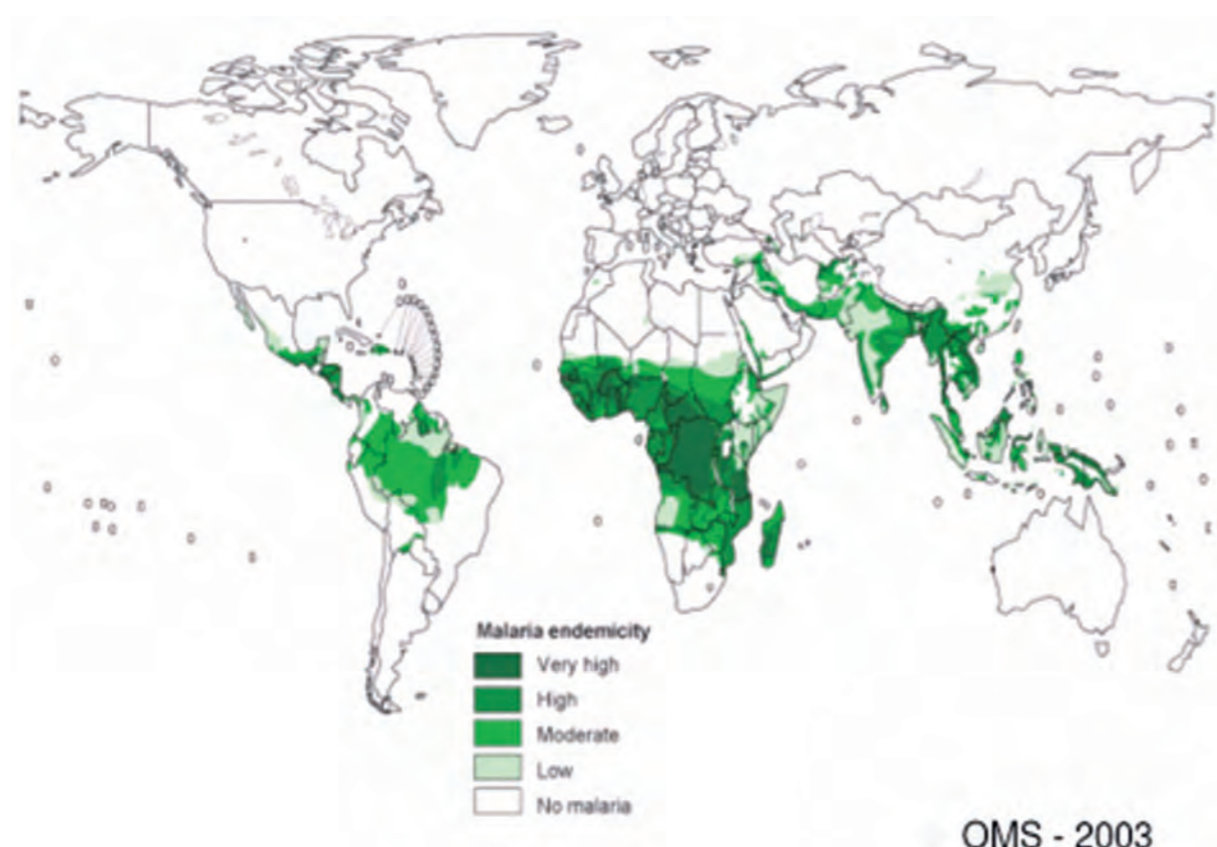 Malaria endemicity
Very high
High
Moderate
Low
No malaria
OMS - 2003